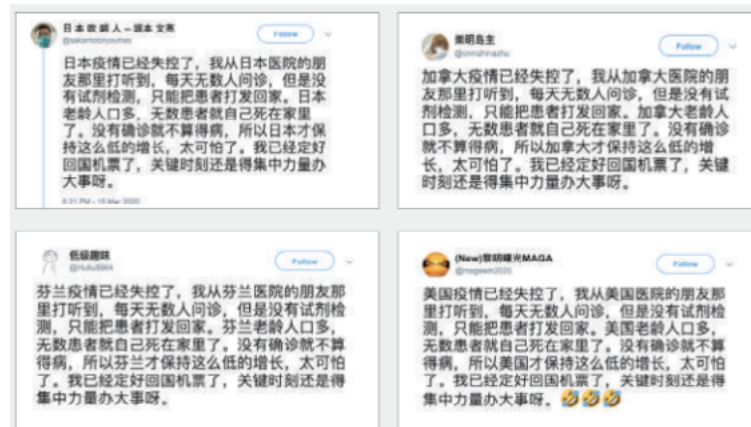 日本吹哨人 – 坂本文亮
Follow
日本疫情已经失控了，我从日本医院的朋
友那里打听到，每天无数人问诊，但是没
有试剂检测，只能把患者打发回家。日本
老龄人口多，无数患者就自己死在家里
了。没有确诊就不算得病，所以日本才保
持这么低的增长，太可怕了。我已经定好
回国机票了，关键时刻还是得集中力量办
大事呀。
6:21 PM - 15 Mar 2020
崇明岛主
Follow
加拿大疫情已经失控了，我从加拿大医院的朋
友那里打听到，每天无数人问诊，但是没有试
剂检测，只能把患者打发回家。加拿大老龄人
口多，无数患者就自己死在家里了。没有确诊
就不算得病，所以加拿大才保持这么低的增
长，太可怕了。我已经定好回国机票了，关键
时刻还是得集中力量办大事呀。
低级趣味
Follow
芬兰疫情已经失控了，我从芬兰医院的朋友那
里打听到，每天无数人问诊，但是没有试剂检
测，只能把患者打发回家。芬兰老龄人口多，
无数患者就自己死在家里了。没有确诊就不算
得病，所以芬兰才保持这么低的增长，太可怕
了。我已经定好回国机票了，关键时刻还是得
集中力量办大事呀。
(New)黎明曙光MAGA
@magawin2020
Follow
美国疫情已经失控了，我从美国医院的朋友那
里打听到，每天无数人问诊，但是没有试剂检
测，只能把患者打发回家。美国老龄人口多，
无数患者就自己死在家里了。没有确诊就不算
得病，所以美国才保持这么低的增长，太可怕
了。我已经定好回国机票了，关键时刻还是得
集中力量办大事呀。🤣🤣🤣